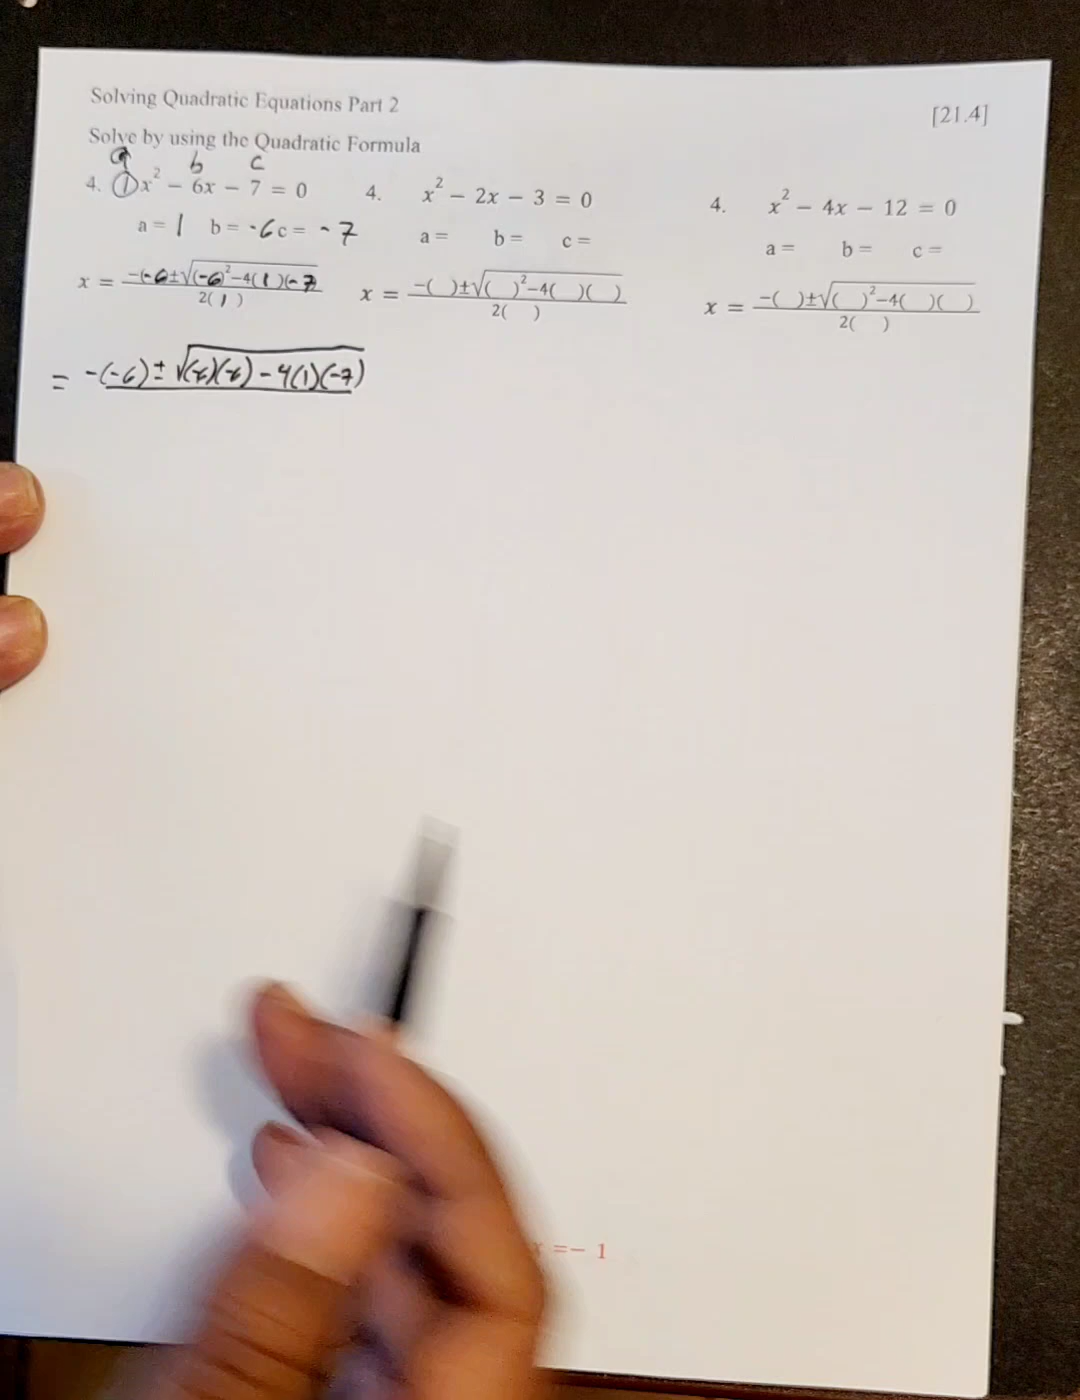 Solving Quadratic Equations Part 2
[21.4]
Solve by using the Quadratic Formula
a b c
4. 1x² − 6x − 7 = 0
a = 1 b = -6 c = -7
x = −(-6)±√(-6)²−4(1)(-7) / 2(1)
= -(-6) ± √(-6)(-6) - 4(1)(-7)
4. x² − 2x − 3 = 0
a = b = c =
x = −( )±√( )²−4( )( ) / 2( )
4. x² − 4x − 12 = 0
a = b = c =
x = −( )±√( )²−4( )( ) / 2( )
x =− 1